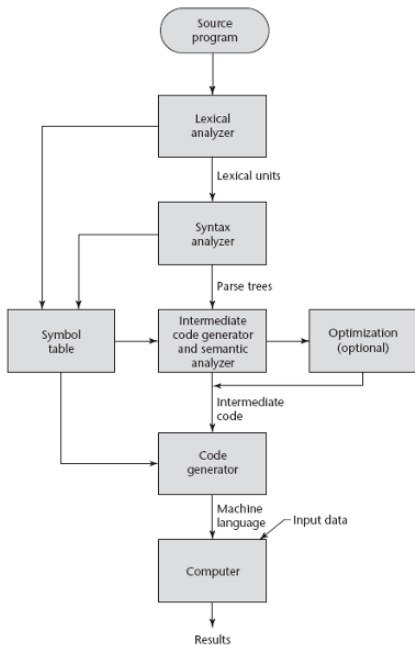 Source
program
Lexical
analyzer
Lexical units
Syntax
analyzer
Parse trees
Symbol
table
Intermediate
code generator
and semantic
analyzer
Optimization
(optional)
Intermediate
code
Code
generator
Machine
language
Input data
Computer
Results